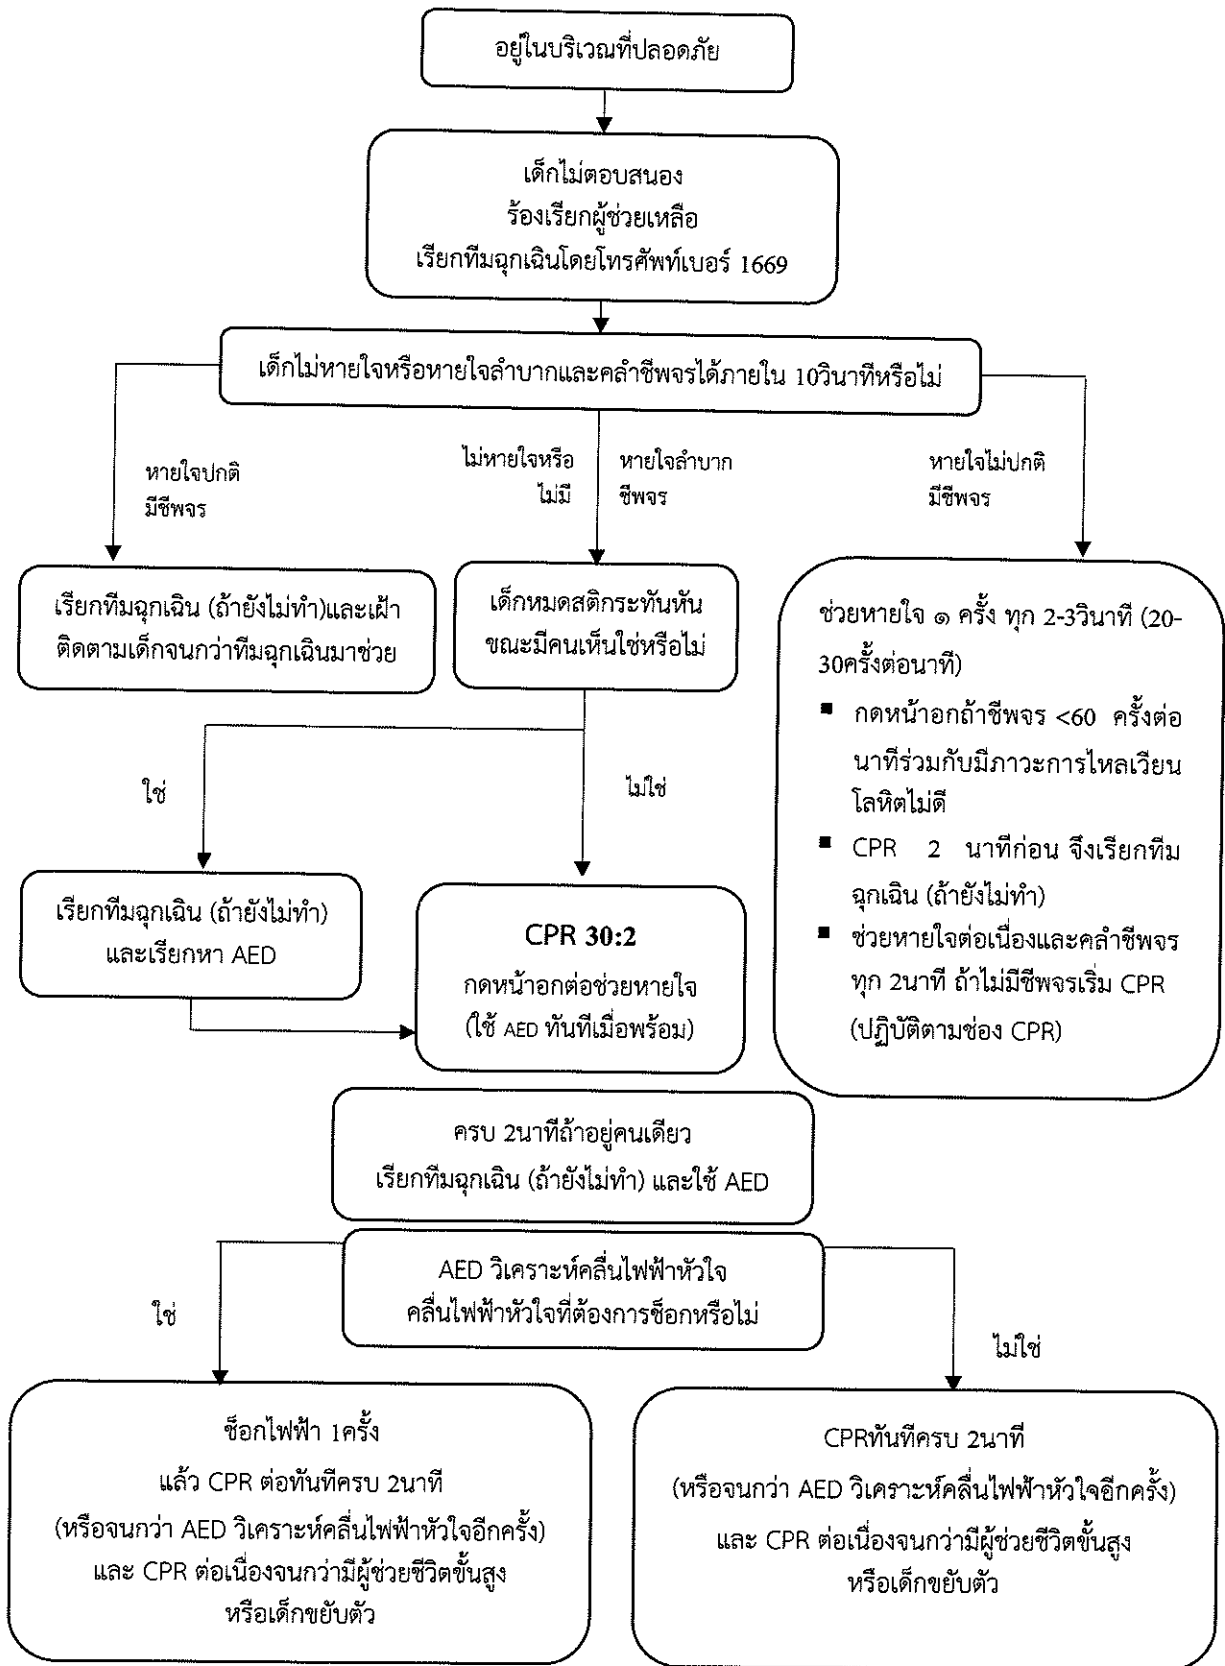 อยู่ในบริเวณที่ปลอดภัย
เด็กไม่ตอบสนอง
ร้องเรียกผู้ช่วยเหลือ
เรียกทีมฉุกเฉินโดยโทรศัพท์เบอร์ 1669
เด็กไม่หายใจหรือหายใจลำบากและคลำชีพจรได้ภายใน 10วินาทีหรือไม่
หายใจปกติ
มีชีพจร
ไม่หายใจหรือ หายใจลำบาก
ไม่มี ชีพจร
หายใจไม่ปกติ
มีชีพจร
เรียกทีมฉุกเฉิน (ถ้ายังไม่ทำ)และเฝ้า
ติดตามเด็กจนกว่าทีมฉุกเฉินมาช่วย
เด็กหมดสติกระทันหัน
ขณะมีคนเห็นใช่หรือไม่
ช่วยหายใจ ๑ ครั้ง ทุก 2-3วินาที (20-
30ครั้งต่อนาที)
▪ กดหน้าอกถ้าชีพจร <60 ครั้งต่อ
นาทีร่วมกับมีภาวะการไหลเวียน
โลหิตไม่ดี
▪ CPR 2 นาทีก่อน จึงเรียกทีม
ฉุกเฉิน (ถ้ายังไม่ทำ)
▪ ช่วยหายใจต่อเนื่องและคลำชีพจร
ทุก 2นาที ถ้าไม่มีชีพจรเริ่ม CPR
(ปฏิบัติตามช่อง CPR)
ใช่
ไม่ใช่
เรียกทีมฉุกเฉิน (ถ้ายังไม่ทำ)
และเรียกหา AED
CPR 30:2
กดหน้าอกต่อช่วยหายใจ
(ใช้ AED ทันทีเมื่อพร้อม)
ครบ 2นาทีถ้าอยู่คนเดียว
เรียกทีมฉุกเฉิน (ถ้ายังไม่ทำ) และใช้ AED
AED วิเคราะห์คลื่นไฟฟ้าหัวใจ
คลื่นไฟฟ้าหัวใจที่ต้องการช็อกหรือไม่
ใช่
ไม่ใช่
ช็อกไฟฟ้า 1ครั้ง
แล้ว CPR ต่อทันทีครบ 2นาที
(หรือจนกว่า AED วิเคราะห์คลื่นไฟฟ้าหัวใจอีกครั้ง)
และ CPR ต่อเนื่องจนกว่ามีผู้ช่วยชีวิตขั้นสูง
หรือเด็กขยับตัว
CPRทันทีครบ 2นาที
(หรือจนกว่า AED วิเคราะห์คลื่นไฟฟ้าหัวใจอีกครั้ง)
และ CPR ต่อเนื่องจนกว่ามีผู้ช่วยชีวิตขั้นสูง
หรือเด็กขยับตัว